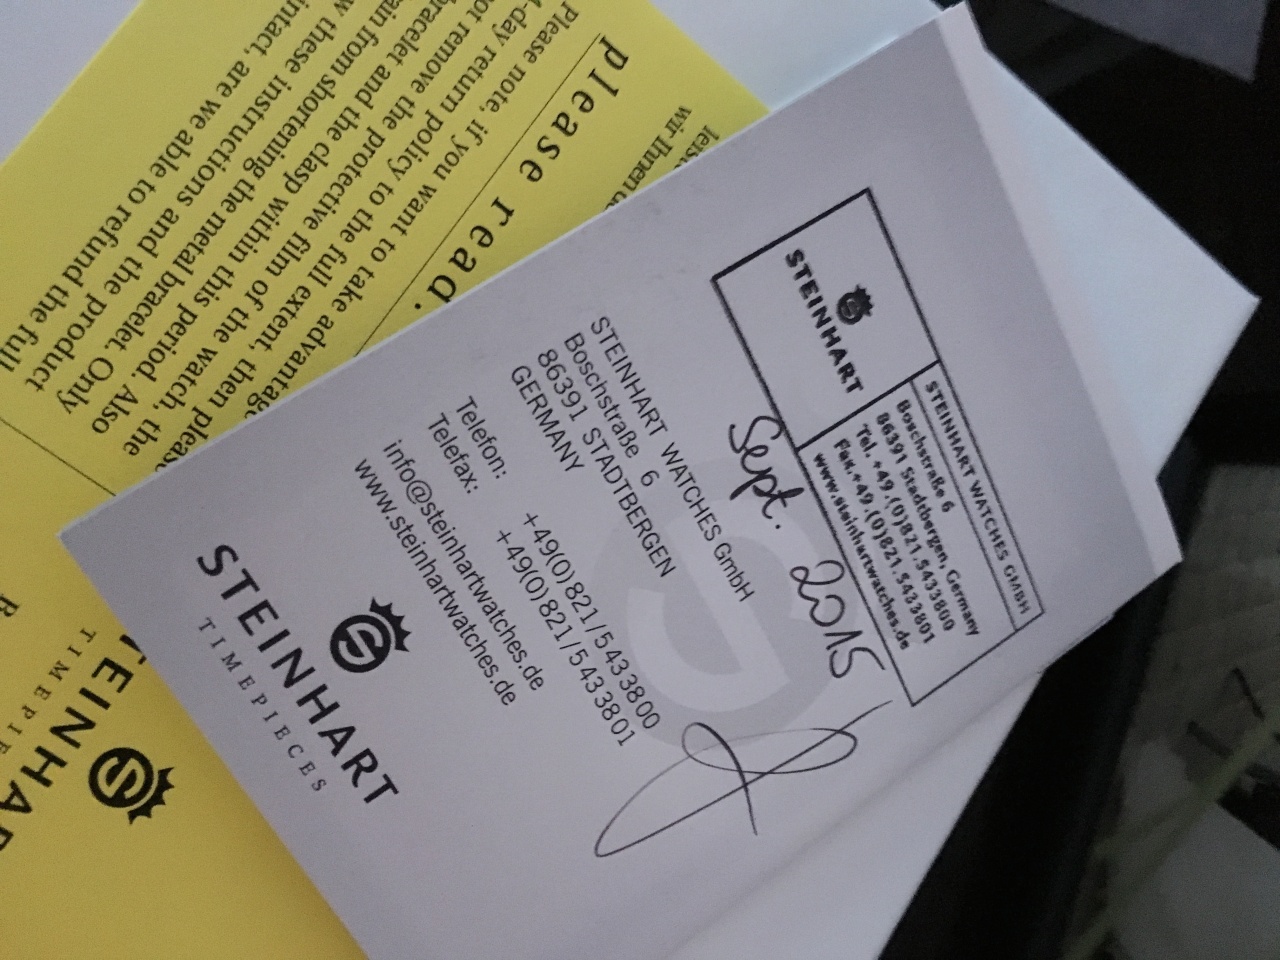 STEINHART
STEINHART WATCHES GMBH
Boschstraße 6
86391 Stadtbergen, Germany
Tel. +49.(0)821.5433800
Fax.+49.(0)821.5433801
www.steinhartwatches.de
Sept. 2015
STEINHART WATCHES GmbH
Boschstraße 6
86391 STADTBERGEN
GERMANY
Telefon: +49(0)821/5433800
Telefax: +49(0)821/5433801
info@steinhartwatches.de
www.steinhartwatches.de
STEINHART
TIMEPIECES
wir Ihnen
please read.
Please note, if you want to take
day return policy to the full extent, then
not remove the protective film of the watch, the
bracelet and the clasp within this period. Also
from shortening the metal bracelet. Only
these instructions and the product
intact, are we able to refund the full